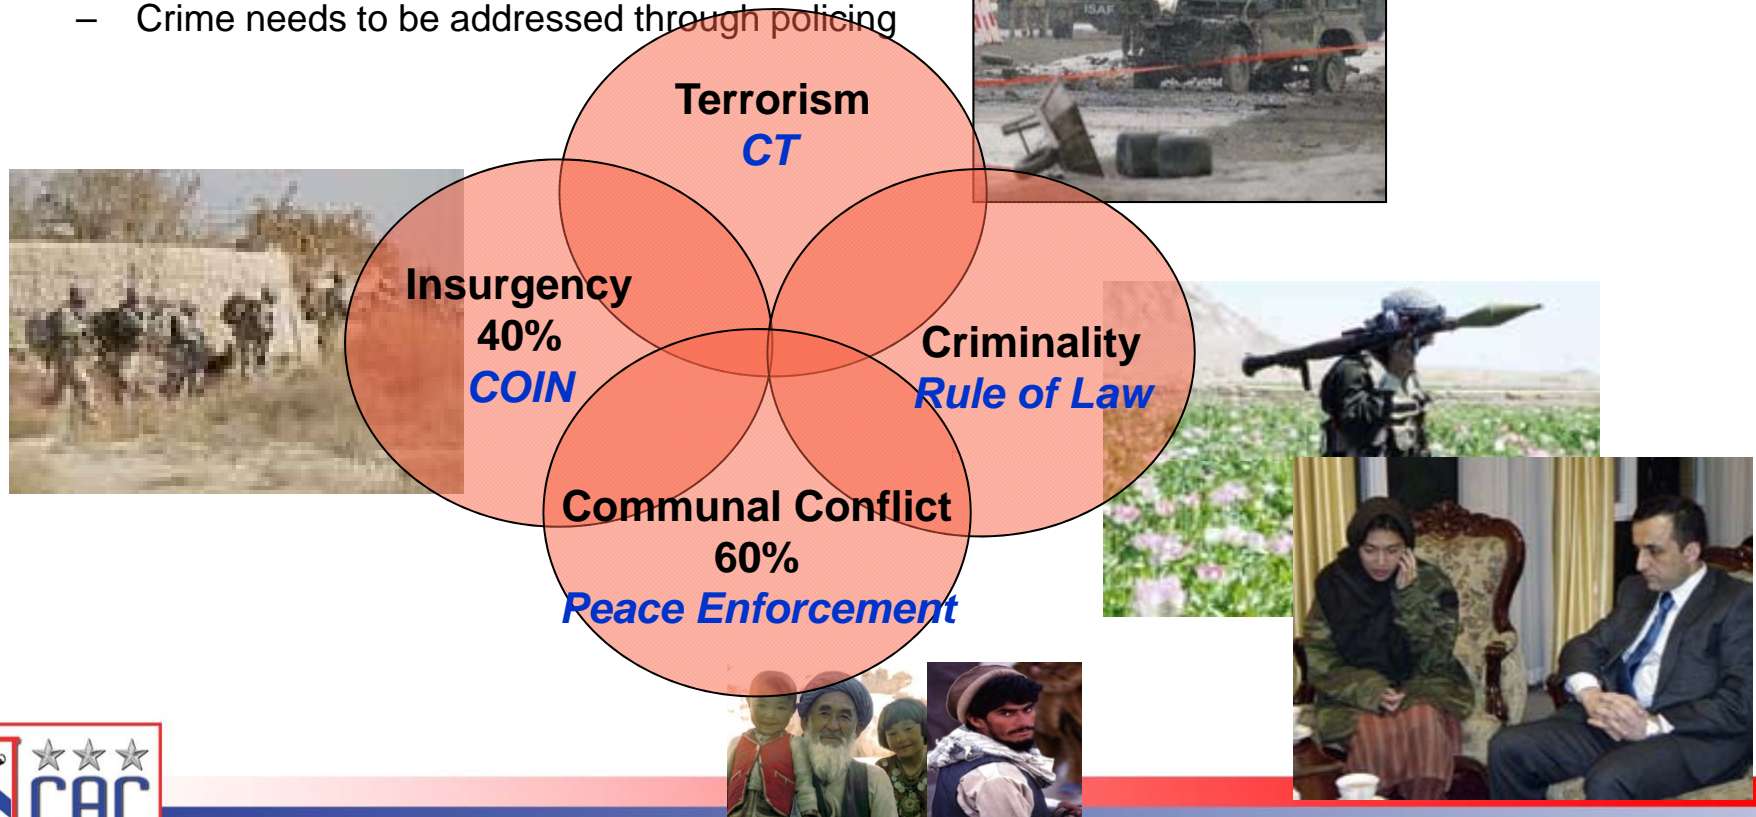 – Crime needs to be addressed through policing
ISAF
Terrorism
CT
Insurgency
40%
COIN
Criminality
Rule of Law
Communal Conflict
60%
Peace Enforcement
CAC